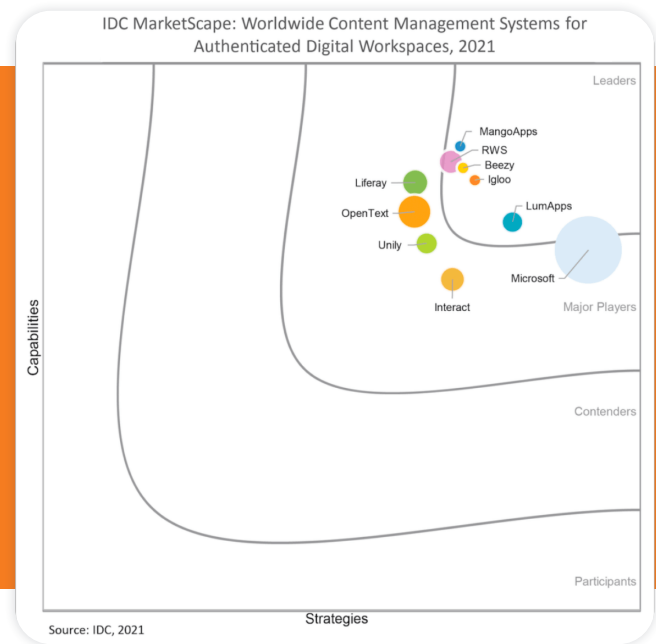 IDC MarketScape: Worldwide Content Management Systems for
Authenticated Digital Workspaces, 2021
Leaders
MangoApps
RWS
Beezy
Igloo
Liferay
LumApps
OpenText
Unily
Microsoft
Interact
Major Players
Capabilities
Contenders
Participants
Strategies
Source: IDC, 2021